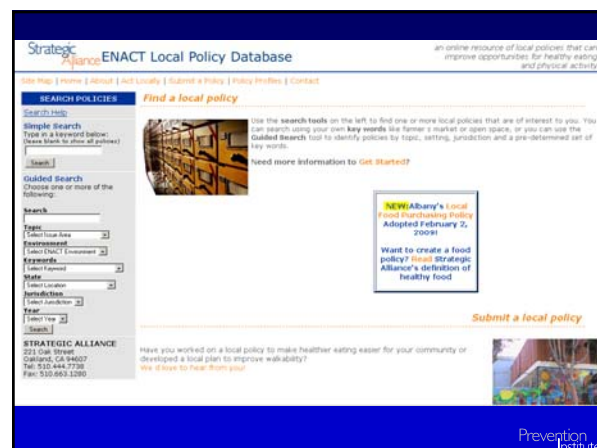 Strategic
Alliance ENACT Local Policy Database
an online resource of local policies that can
improve opportunities for healthy eating
and physical activity
Site Map | Home | About | Act Locally | Submit a Policy | Policy Profiles | Contact
SEARCH POLICIES
Search Help
Simple Search
Type in a keyword below:
(leave blank to show all policies)
Search
Guided Search
Choose one or more of the
following:
Search
Topic
Select Issue Area
Environment
Select ENACT Environment
Keywords
Select Keyword
State
Select Location
Jurisdiction
Select Jurisdiction
Year
Select Year
Search
STRATEGIC ALLIANCE
221 Oak Street
Oakland, CA 94607
Tel: 510.444.7738
Fax: 510.663.1280
Find a local policy
Use the search tools on the left to find one or more local policies that are of interest to you. You
can search using your own key words like farmer s market or open space, or you can use the
Guided Search tool to identify policies by topic, setting, jurisdiction and a pre-determined set of
key words.
Need more information to Get Started?
NEW!Albany's Local
Food Purchasing Policy
Adopted February 2,
2009!
Want to create a food
policy? Read Strategic
Alliance's definition of
healthy food
Submit a local policy
Have you worked on a local policy to make healthier eating easier for your community or
developed a local plan to improve walkability?
We'd love to hear from you!
Prevention
Institute